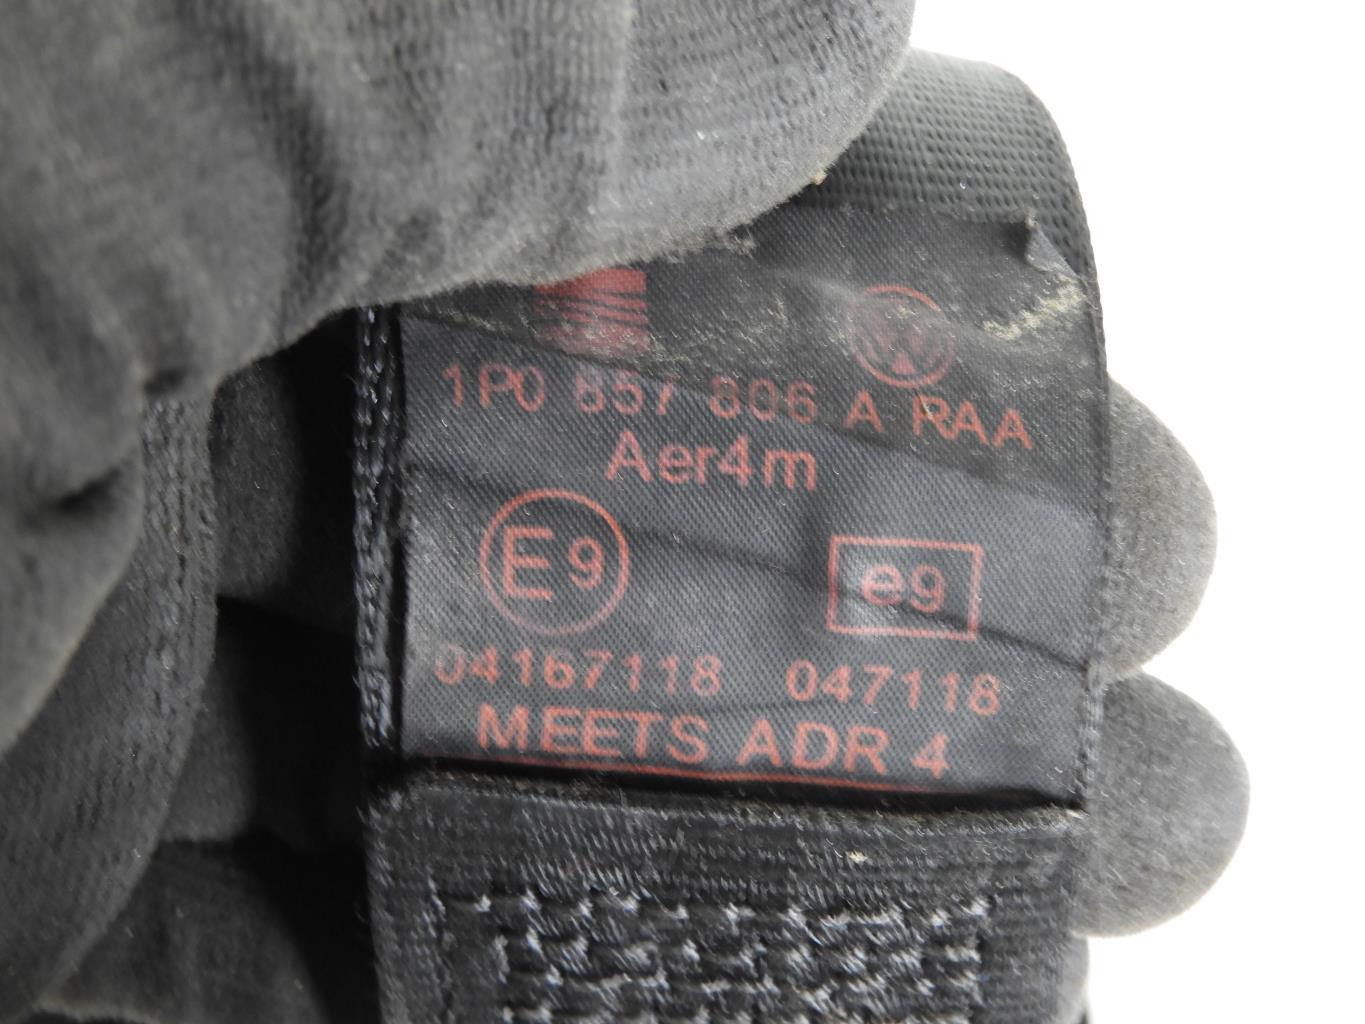 1P0 857 806 A RAA
Aer4m
E9 e9
04167118 047118
MEETS ADR 4